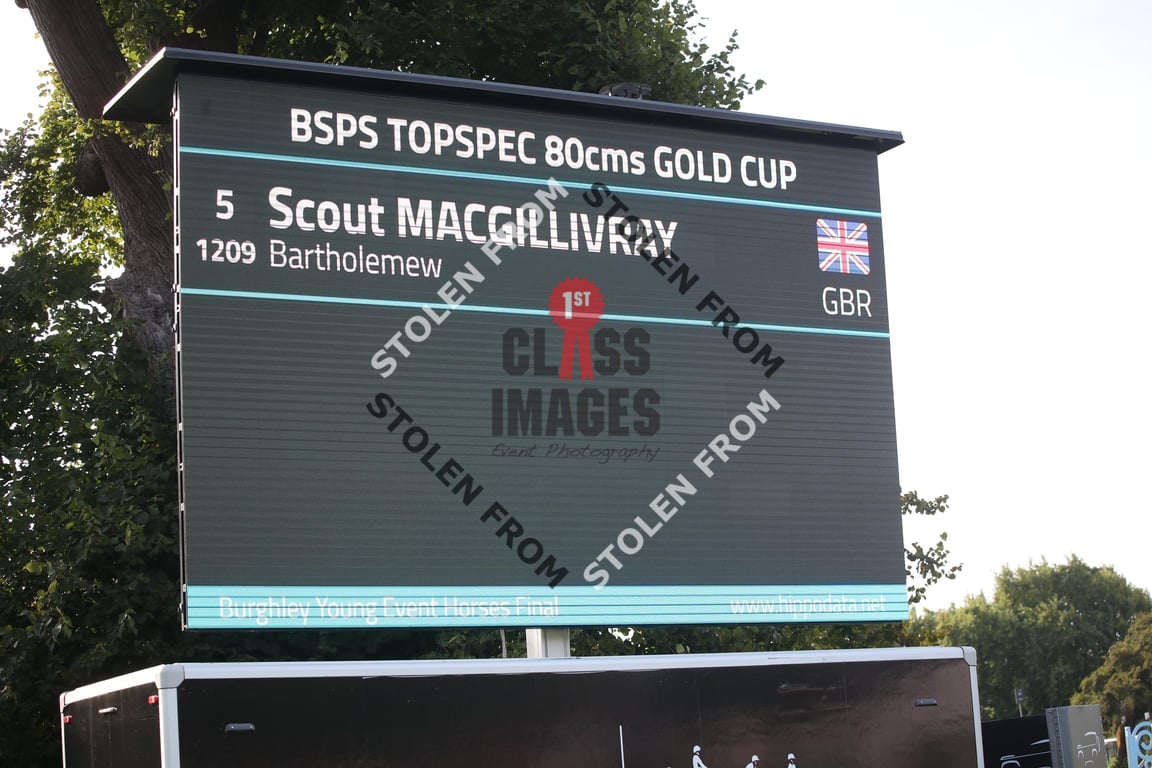 BSPS TOPSPEC 80cms GOLD CUP
5 Scout MACGILLIVRAY
1209 Bartholemew
GBR
STOLEN FROM
STOLEN FROM
1ST
CLASS
IMAGES
Event Photography
STOLEN FROM
STOLEN FROM
Burghley Young Event Horses Final
www.hippodata.net